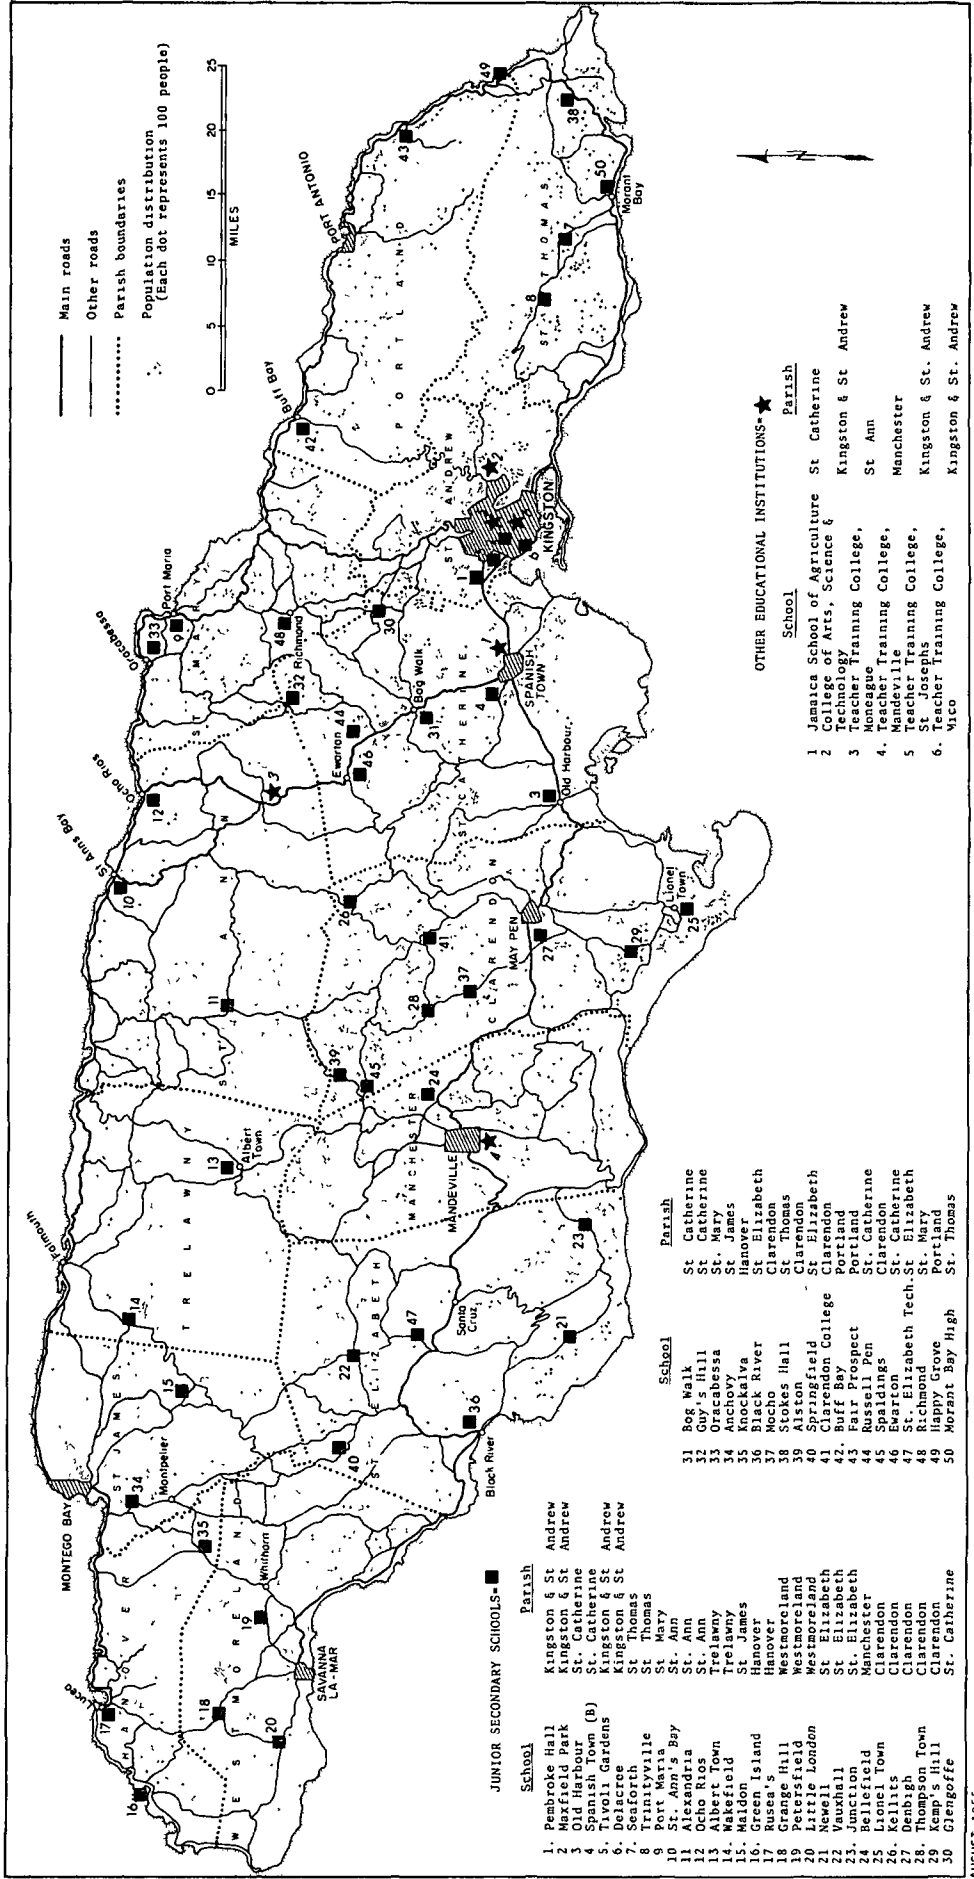 Main roads
Other roads
Parish boundaries
Population distribution
(Each dot represents 100 people)
0 5 10 15 20 25
MILES
MONTEGO BAY
Falmouth
St Anns Bay
Ocho Rios
Oracabessa
Port Maria
Buff Bay
PORT ANTONIO
Lucea
HANOVER
ST JAMES
TRELAWNY
ST ANN
ST MARY
PORTLAND
WESTMORELAND
ST ELIZABETH
MANCHESTER
CLARENDON
ST CATHERINE
ST ANDREW
ST THOMAS
Montpelier
Whithorn
SAVANNA
LA-MAR
Black River
Santa
Cruz
MANDEVILLE
Albert
Town
MAY PEN
Lionel
Town
Old Harbour
SPANISH
TOWN
Bog Walk
Ewarton
Richmond
KINGSTON
Morant
Bay
N
JUNIOR SECONDARY SCHOOLS=
School Parish
1. Pembroke Hall Kingston & St Andrew
2 Maxfield Park Kingston & St Andrew
3 Old Harbour St. Catherine
4 Spanish Town (B) St. Catherine
5. Tivoli Gardens Kingston & St Andrew
6. Delacree Kingston & St Andrew
7. Seaforth St Thomas
8 Trinityville St Thomas
9 Port Maria St Mary
10 St. Ann's Bay St. Ann
11 Alexandria St. Ann
12 Ocho Rios St. Ann
13 Albert Town Trelawny
14. Wakefield Trelawny
15. Maldon St James
16. Green Island Hanover
17 Rusea's Hanover
18 Grange Hill Westmoreland
19 Petersfield Westmoreland
20 Little London Westmoreland
21 Newell St Elizabeth
22 Vauxhall St Elizabeth
23. Junction St. Elizabeth
24 Bellefield Manchester
25 Lionel Town Clarendon
26. Kellits Clarendon
27 Denbigh Clarendon
28. Thompson Town Clarendon
29 Kemp's Hill Clarendon
30 Glengoffe St. Catherine
School Parish
31 Bog Walk St Catherine
32 Guy's Hill St Catherine
33 Oracabessa St. Mary
34 Anchovy St James
35 Knockalva Hanover
36 Black River St Elizabeth
37 Mocho Clarendon
38 Stokes Hall St Thomas
39 Alston Clarendon
40 Springfield St Elizabeth
41 Clarendon College Clarendon
42. Buff Bay Portland
43 Fair Prospect Portland
44 Russell Pen St. Catherine
45 Spaldings Clarendon
46 Ewarton St. Catherine
47 St. Elizabeth Tech. St Elizabeth
48 Richmond St. Mary
49 Happy Grove Portland
50 Morant Bay High St. Thomas
OTHER EDUCATIONAL INSTITUTIONS=
School Parish
1 Jamaica School of Agriculture St Catherine
2 College of Arts, Science &
Technology Kingston & St Andrew
3 Teacher Training College,
Moneague St Ann
4. Teacher Training College,
Mandeville Manchester
5 Teacher Training College,
St Josephs Kingston & St. Andrew
6. Teacher Training College,
Mico Kingston & St. Andrew